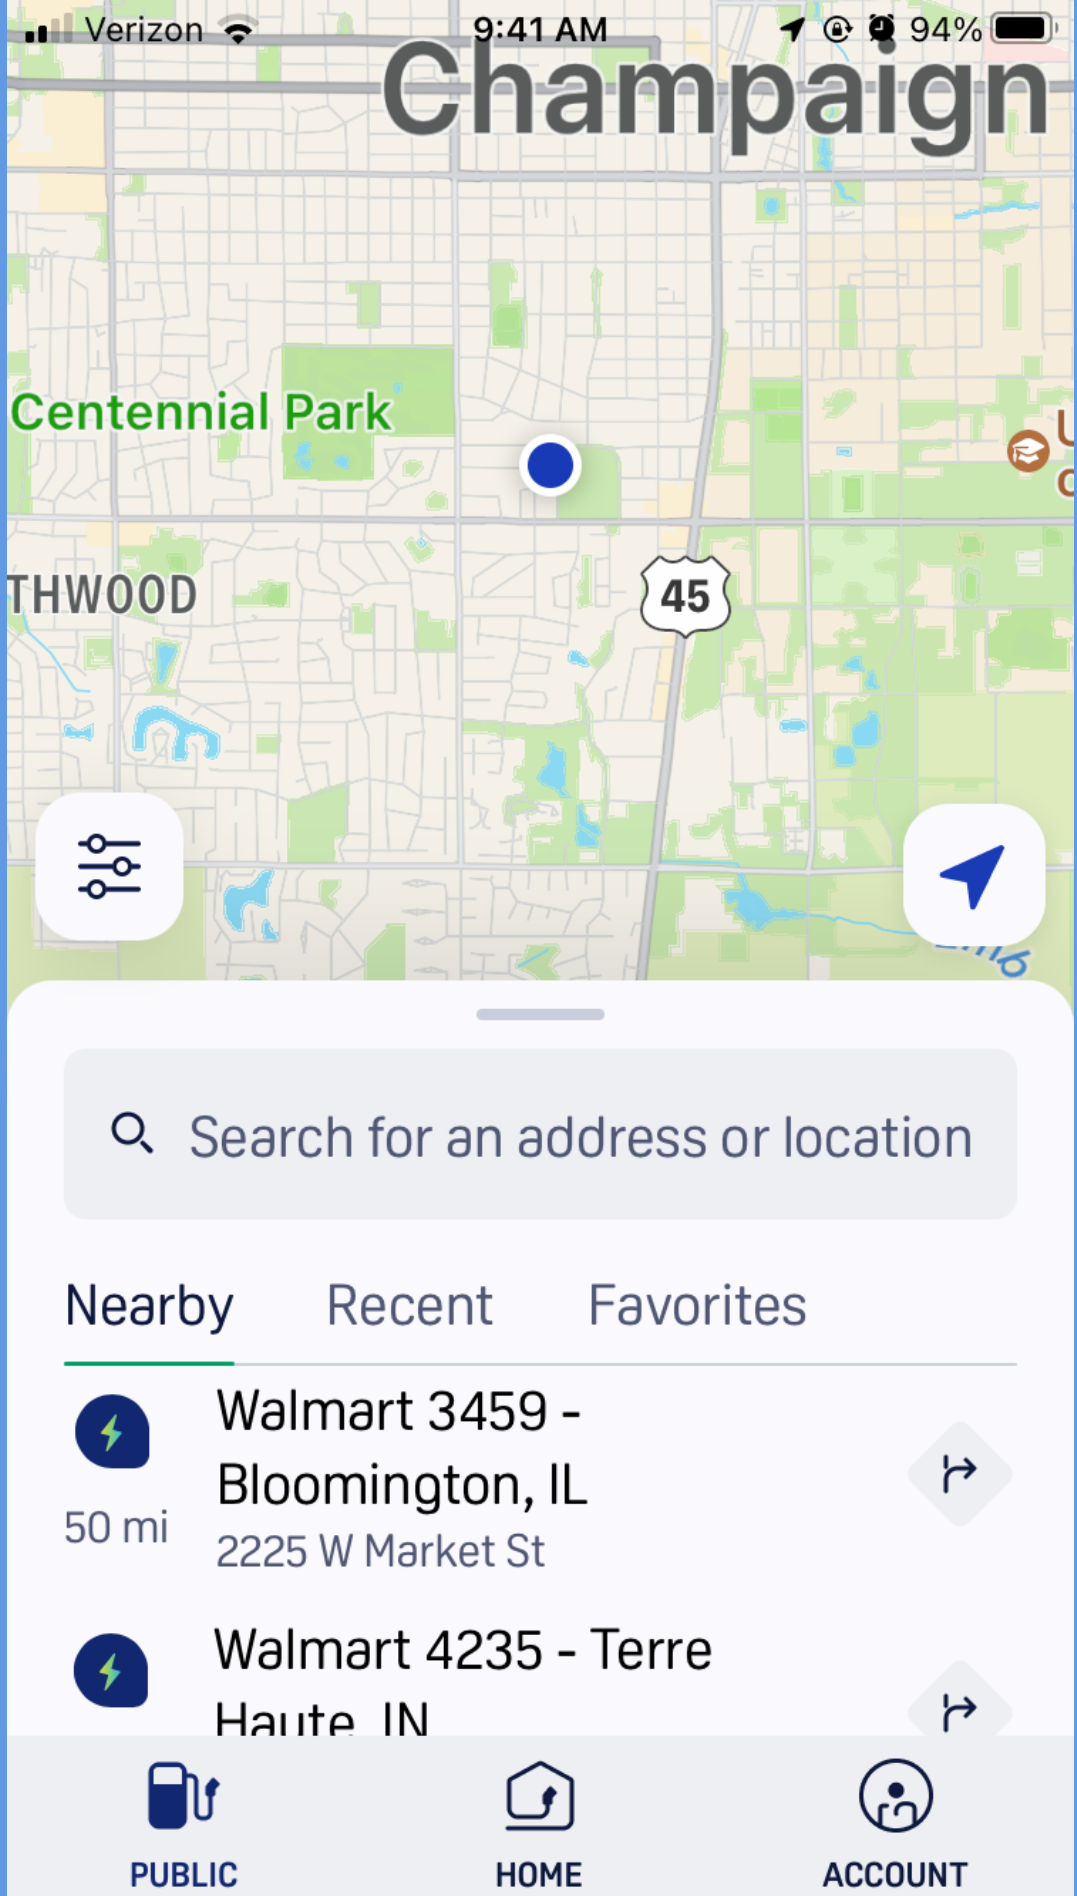 Verizon 9:41 AM 94%
Champaign
Centennial Park
THWOOD
45
Search for an address or location
Nearby Recent Favorites
Walmart 3459 -
Bloomington, IL
50 mi
2225 W Market St
Walmart 4235 - Terre
Haute, IN
PUBLIC HOME ACCOUNT